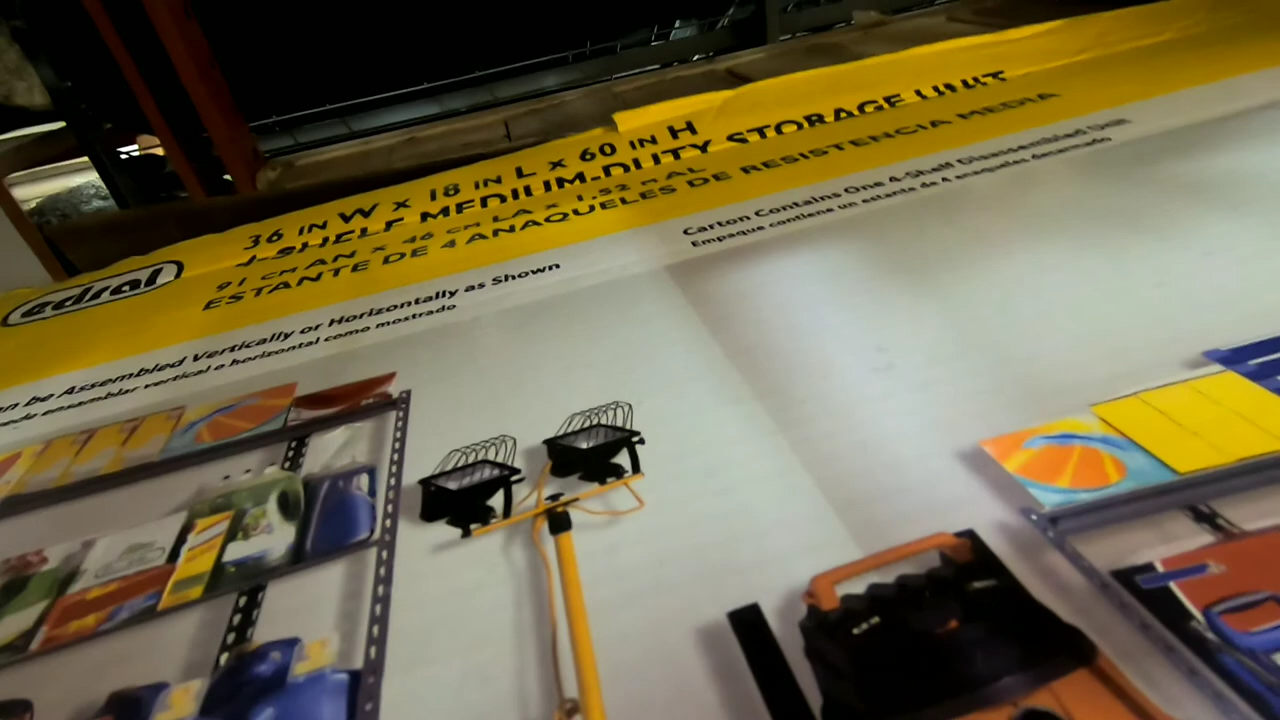 edsal
36 IN W x 18 IN L x 60 IN H
4-SHELF MEDIUM-DUTY STORAGE UNIT
91 CM AN x 46 CM LA x 1.52 M AL
ESTANTE DE 4 ANAQUELES DE RESISTENCIA MEDIA
be Assembled Vertically or Horizontally as Shown
ensamblar vertical o horizontal como mostrado
Carton Contains One 4-Shelf Disassembled Unit
Empaque contiene un estante de 4 anaqueles desarmado